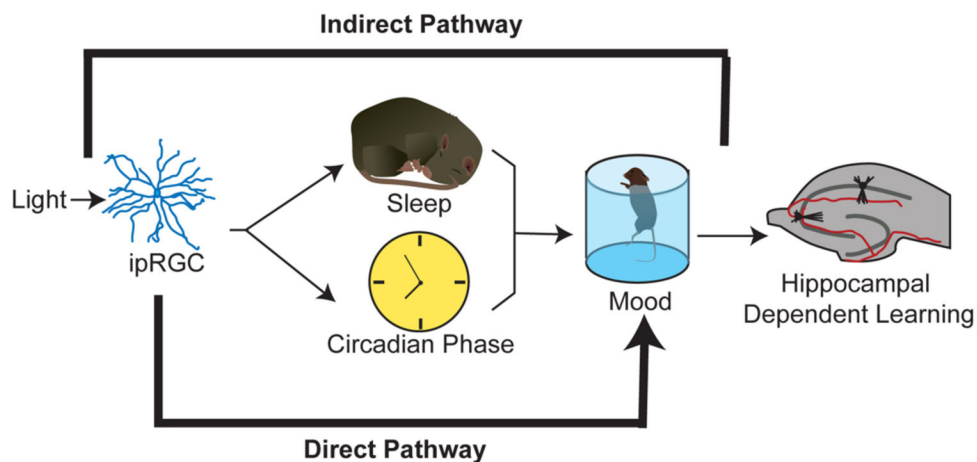 Indirect Pathway
Light
ipRGC
Sleep
Circadian Phase
Mood
Hippocampal
Dependent Learning
Direct Pathway